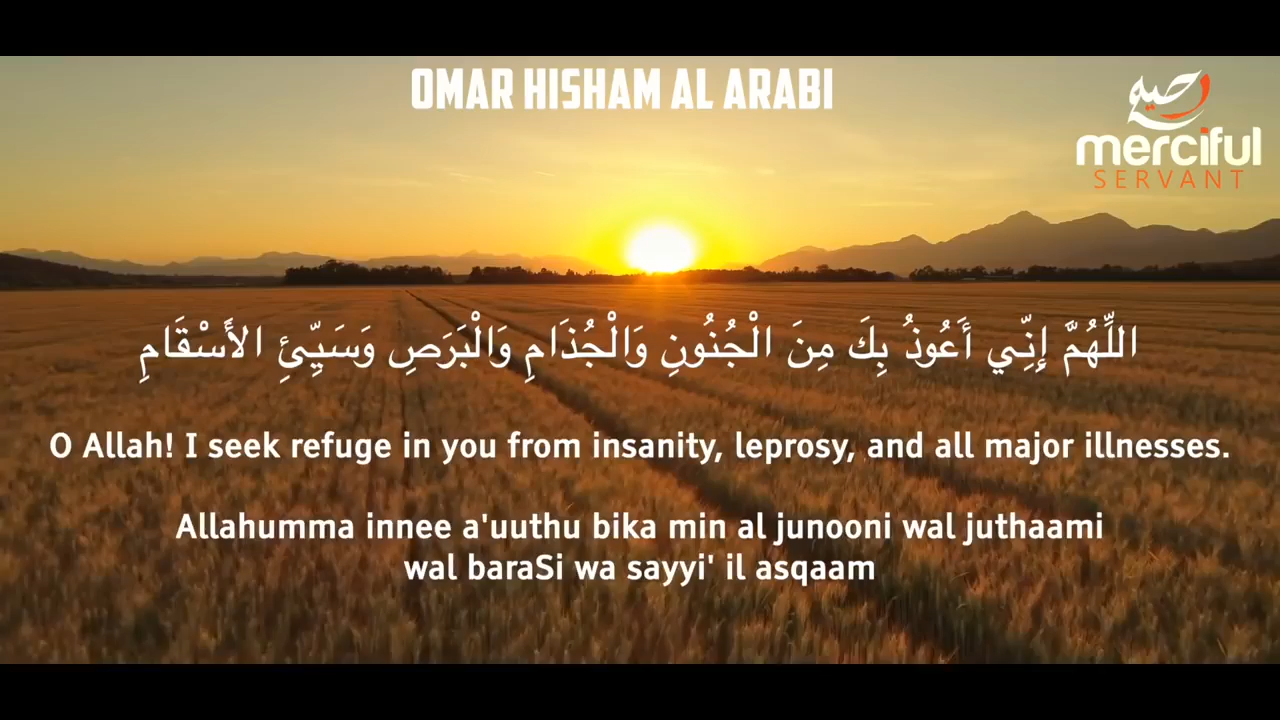 OMAR HISHAM AL ARABI
رحيم
merciful
SERVANT
اللِّهُمَّ إِنِّي أَعُوذُ بِكَ مِنَ الْجُنُونِ وَالْجُذَامِ وَالْبَرَصِ وَسَيِّئِ الأَسْقَامِ
O Allah! I seek refuge in you from insanity, leprosy, and all major illnesses.
Allahumma innee a'uuthu bika min al junooni wal juthaami
wal baraSi wa sayyi' il asqaam